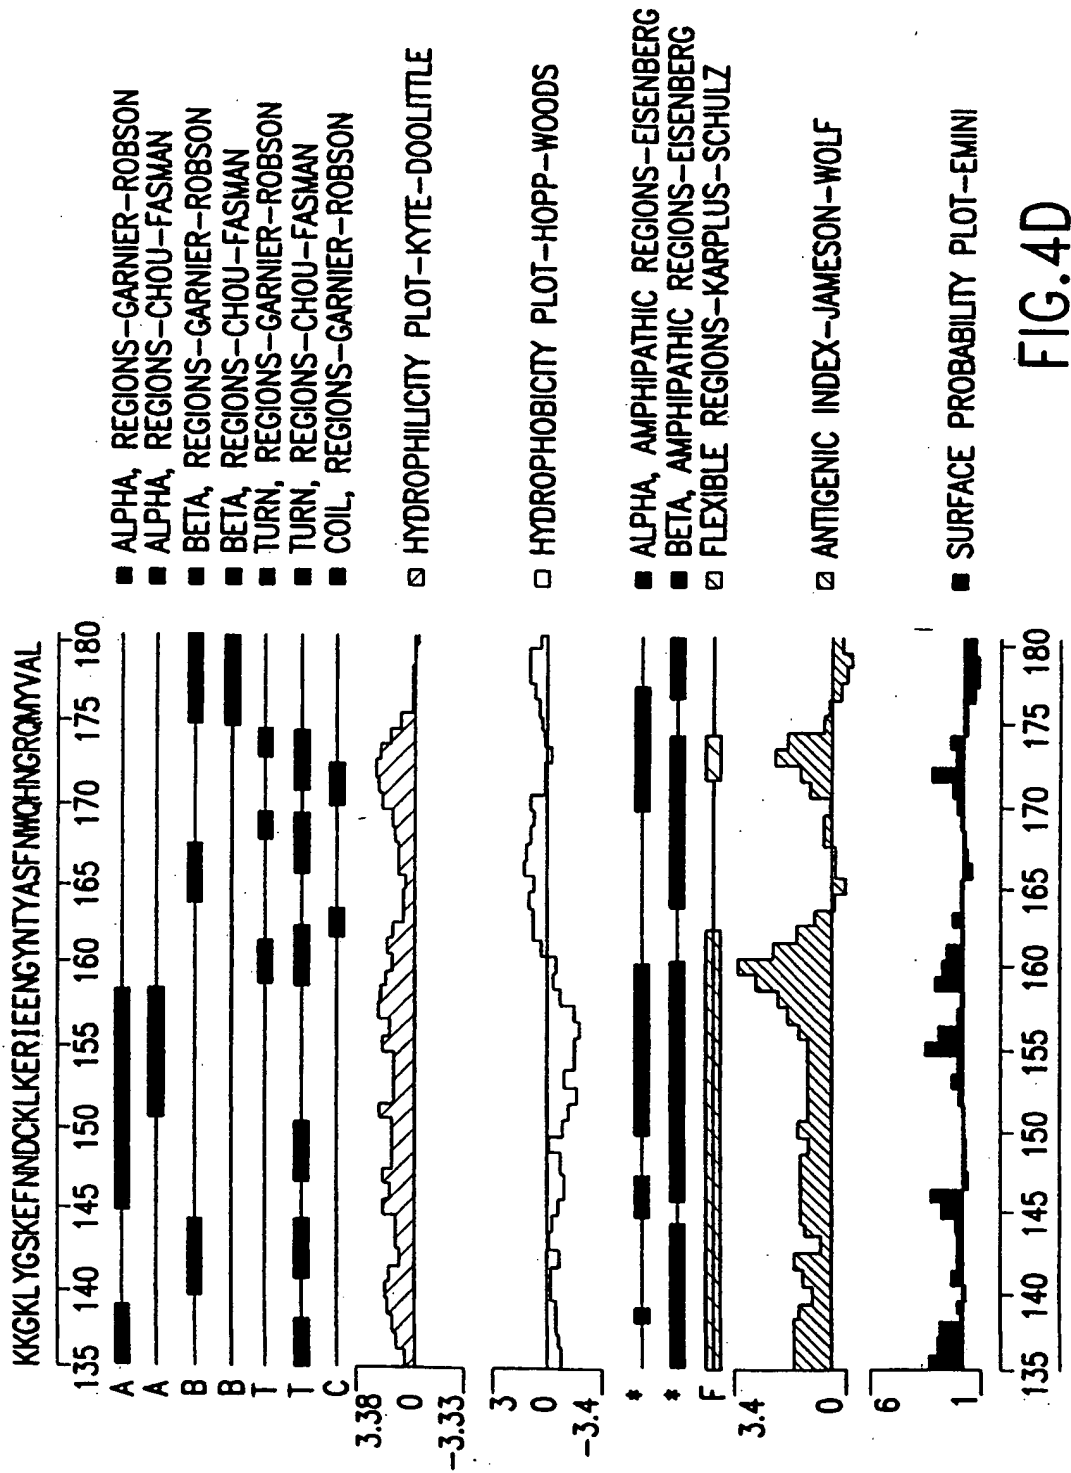 KKGKLYGSKEFNNDCKLKERIEENGYNTYASFNWQHNGRQMYVAL
135 140 145 150 155 160 165 170 175 180
A ALPHA, REGIONS-GARNIER-ROBSON
A ALPHA, REGIONS-CHOU-FASMAN
B BETA, REGIONS-GARNIER-ROBSON
B BETA, REGIONS-CHOU-FASMAN
T TURN, REGIONS-GARNIER-ROBSON
T TURN, REGIONS-CHOU-FASMAN
C COIL, REGIONS-GARNIER-ROBSON
3.38
0 HYDROPHILICITY PLOT-KYTE-DOOLITTLE
-3.33
3
0 HYDROPHOBICITY PLOT-HOPP-WOODS
-3.4
* ALPHA, AMPHIPATHIC REGIONS-EISENBERG
* BETA, AMPHIPATHIC REGIONS-EISENBERG
F FLEXIBLE REGIONS-KARPLUS-SCHULZ
3.4
0 ANTIGENIC INDEX-JAMESON-WOLF
6
1 SURFACE PROBABILITY PLOT-EMINI
135 140 145 150 155 160 165 170 175 180
FIG.4D